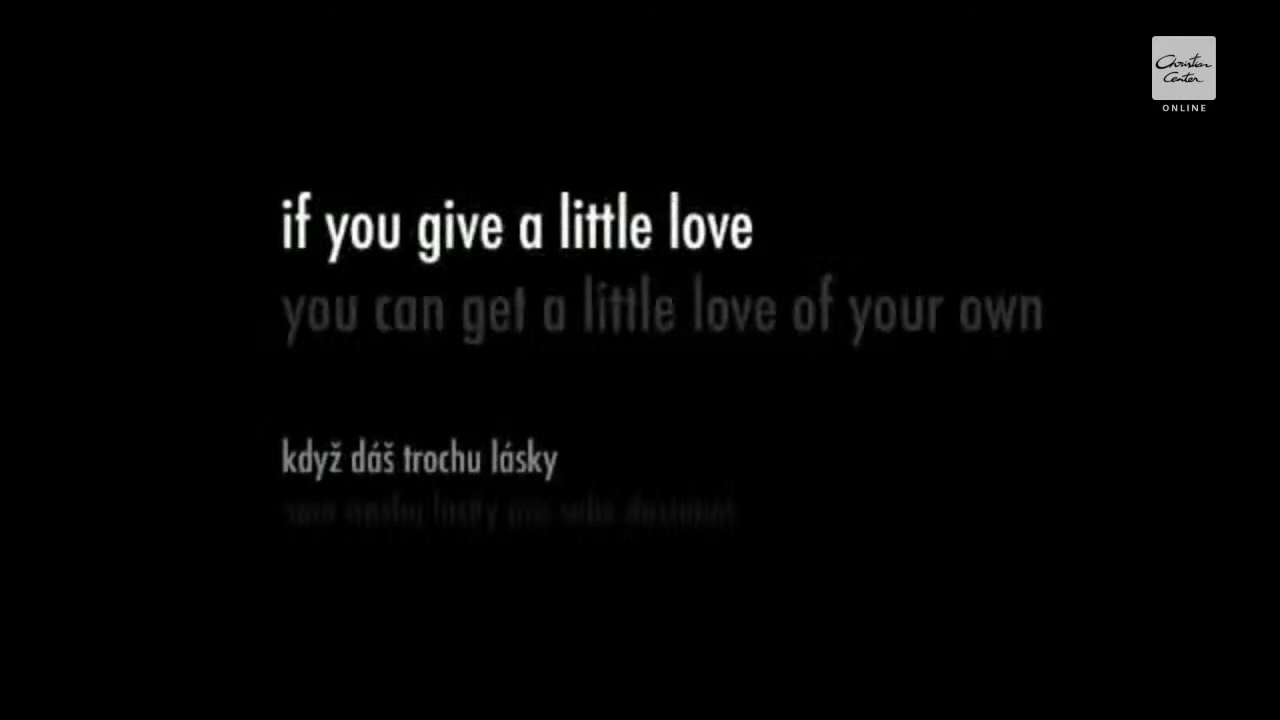 Christian
Center
ONLINE
if you give a little love
you can get a little love of your own
když dáš trochu lásky